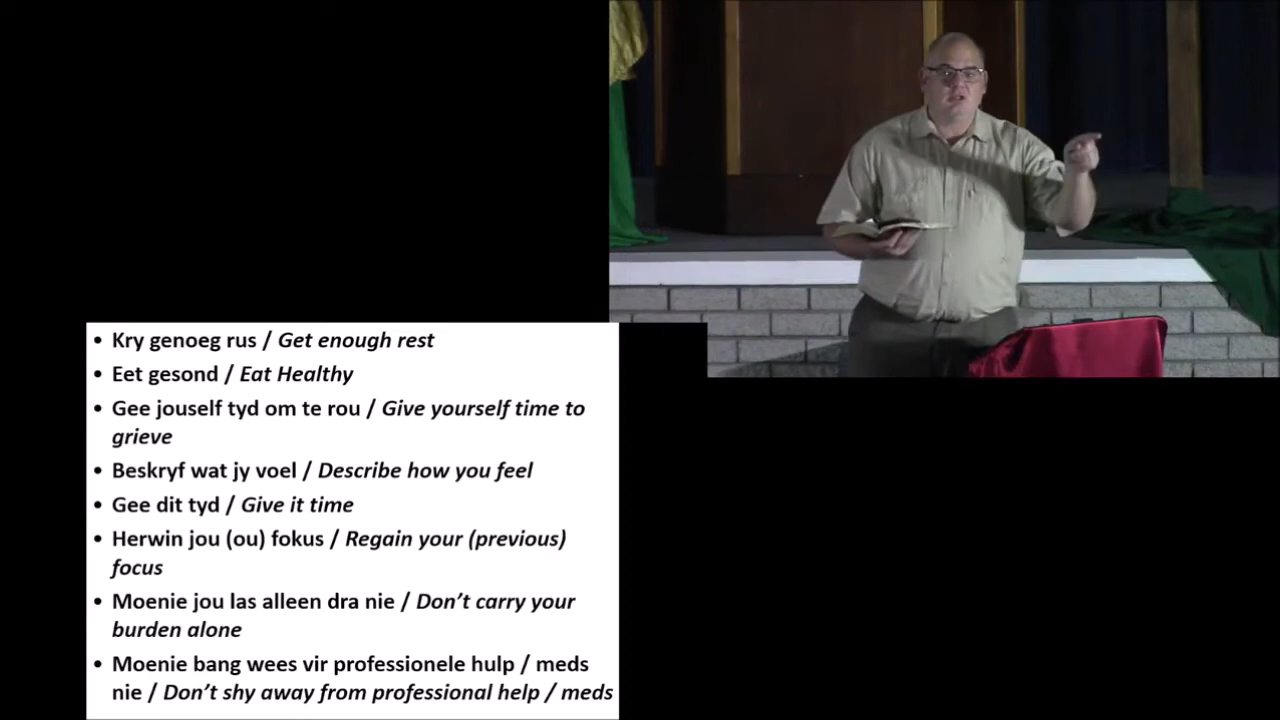 • Kry genoeg rus / Get enough rest
• Eet gesond / Eat Healthy
• Gee jouself tyd om te rou / Give yourself time to
grieve
• Beskryf wat jy voel / Describe how you feel
• Gee dit tyd / Give it time
• Herwin jou (ou) fokus / Regain your (previous)
focus
• Moenie jou las alleen dra nie / Don’t carry your
burden alone
• Moenie bang wees vir professionele hulp / meds
nie / Don’t shy away from professional help / meds